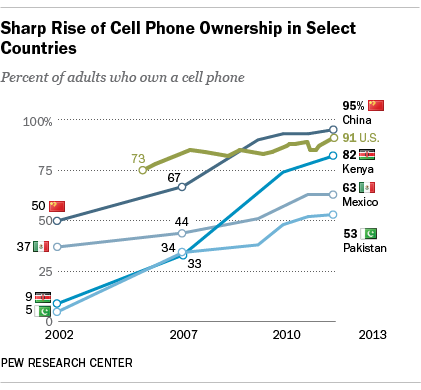 Sharp Rise of Cell Phone Ownership in Select
Countries
Percent of adults who own a cell phone
95%
China
100%
91 U.S.
73
82
Kenya
75
67
63
Mexico
50
50
44
53
Pakistan
37
34
33
25
9
5
0
2002 2007 2010 2013
PEW RESEARCH CENTER